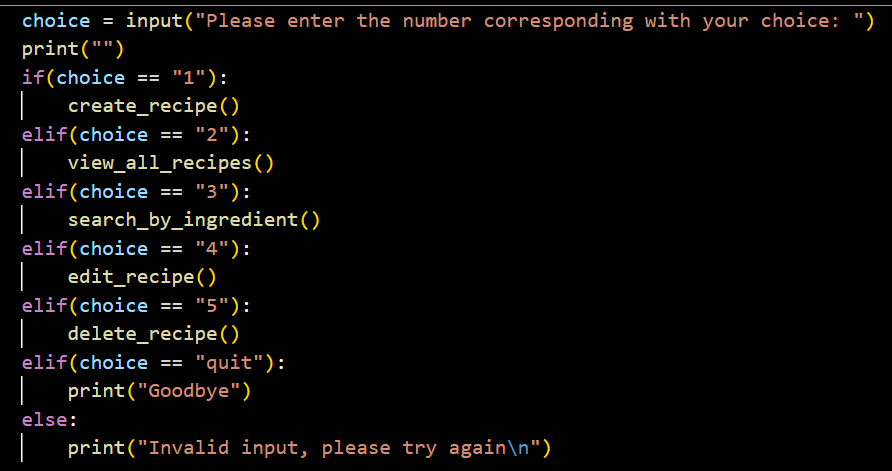 choice = input("Please enter the number corresponding with your choice: ")
print("")
if(choice == "1"):
    create_recipe()
elif(choice == "2"):
    view_all_recipes()
elif(choice == "3"):
    search_by_ingredient()
elif(choice == "4"):
    edit_recipe()
elif(choice == "5"):
    delete_recipe()
elif(choice == "quit"):
    print("Goodbye")
else:
    print("Invalid input, please try again\n")